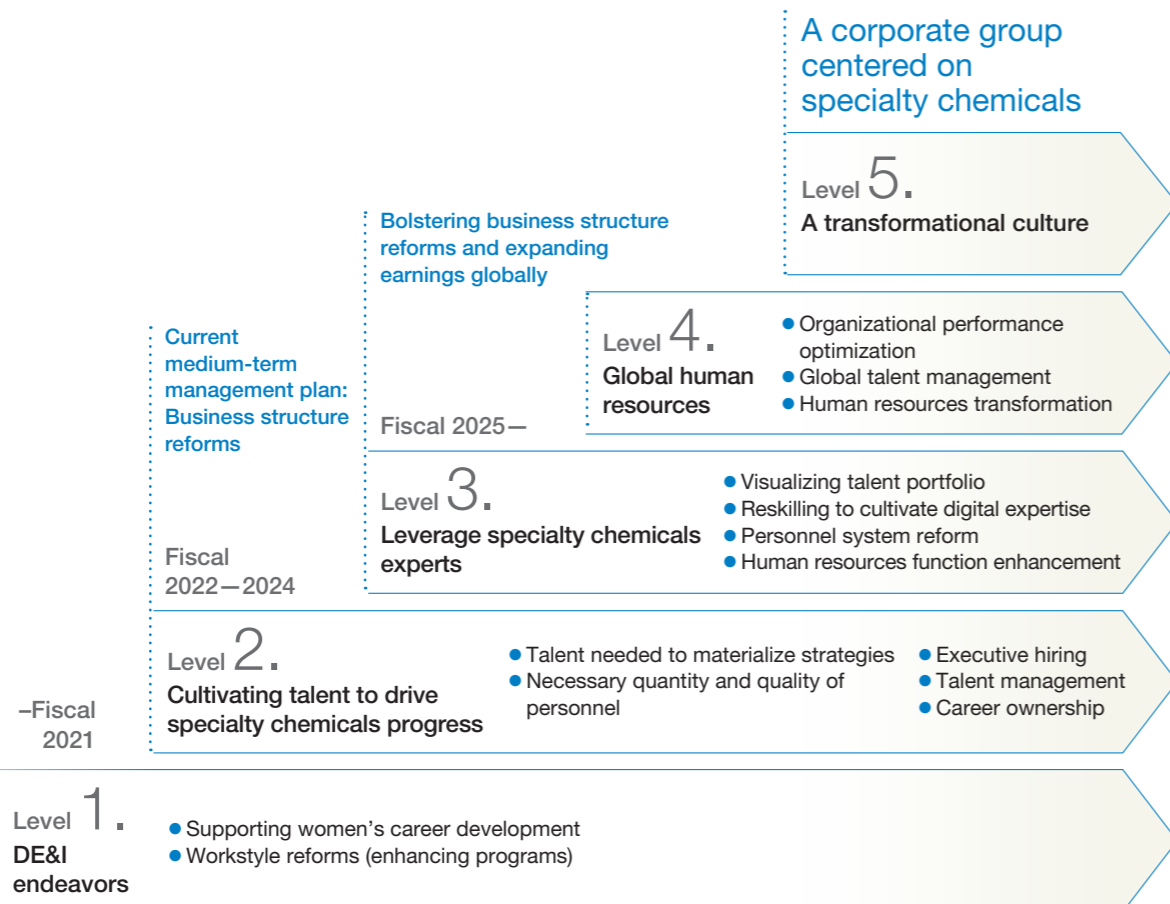 A corporate group
centered on
specialty chemicals
Level 5.
A transformational culture
Bolstering business structure
reforms and expanding
earnings globally
Level 4.
Global human
resources
● Organizational performance
optimization
● Global talent management
● Human resources transformation
Current
medium-term
management plan:
Business structure
reforms
Fiscal 2025—
Level 3.
Leverage specialty chemicals
experts
● Visualizing talent portfolio
● Reskilling to cultivate digital expertise
● Personnel system reform
● Human resources function enhancement
Fiscal
2022—2024
Level 2.
Cultivating talent to drive
specialty chemicals progress
● Talent needed to materialize strategies
● Necessary quantity and quality of
personnel
● Executive hiring
● Talent management
● Career ownership
–Fiscal
2021
Level 1.
DE&I
endeavors
● Supporting women's career development
● Workstyle reforms (enhancing programs)